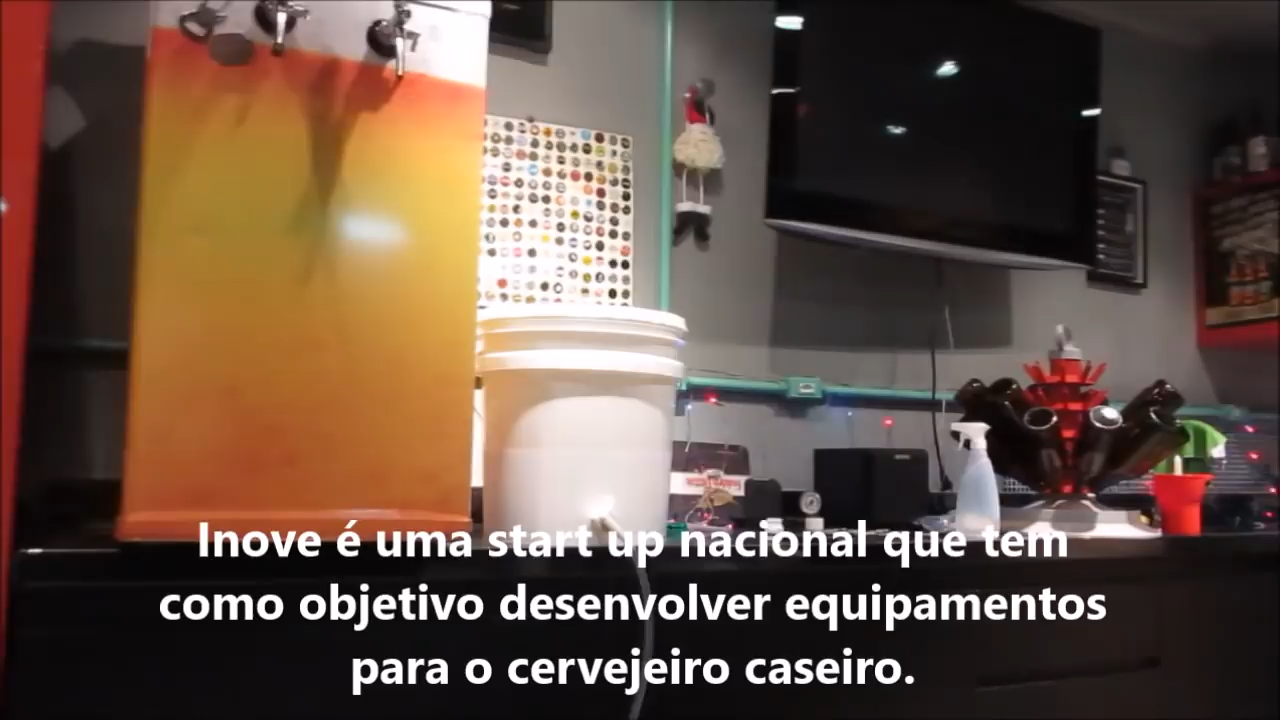 Inove é uma start up nacional que tem
como objetivo desenvolver equipamentos
para o cervejeiro caseiro.